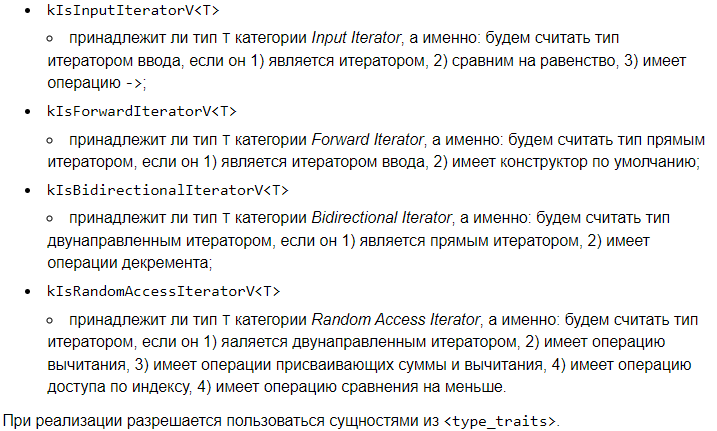 • kIsInputIteratorV<T>
◦ принадлежит ли тип T категории Input Iterator, а именно: будем считать тип
итератором ввода, если он 1) является итератором, 2) сравним на равенство, 3) имеет
операцию ->;
• kIsForwardIteratorV<T>
◦ принадлежит ли тип T категории Forward Iterator, а именно: будем считать тип прямым
итератором, если он 1) является итератором ввода, 2) имеет конструктор по умолчанию;
• kIsBidirectionalIteratorV<T>
◦ принадлежит ли тип T категории Bidirectional Iterator, а именно: будем считать тип
двунаправленным итератором, если он 1) является прямым итератором, 2) имеет
операции декремента;
• kIsRandomAccessIteratorV<T>
◦ принадлежит ли тип T категории Random Access Iterator, а именно: будем считать тип
итератором, если он 1) яаляется двунаправленным итератором, 2) имеет операцию
вычитания, 3) имеет операции присваивающих суммы и вычитания, 4) имеет операцию
доступа по индексу, 4) имеет операцию сравнения на меньше.
При реализации разрешается пользоваться сущностями из <type_traits>.